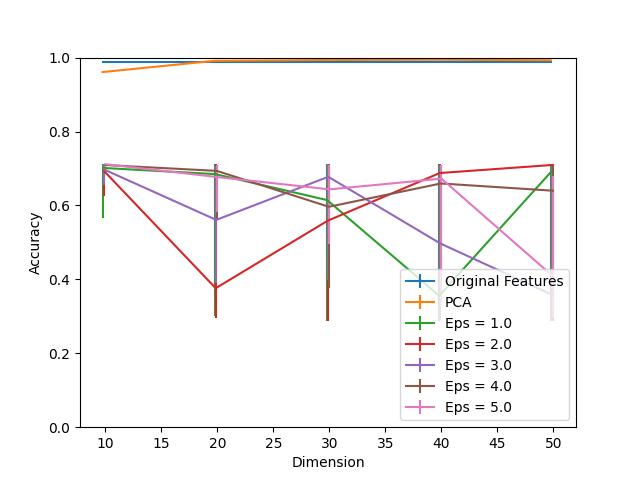 1.0
0.8
0.6
0.4
0.2
0.0
Accuracy
Original Features
PCA
Eps = 1.0
Eps = 2.0
Eps = 3.0
Eps = 4.0
Eps = 5.0
10 15 20 25 30 35 40 45 50
Dimension